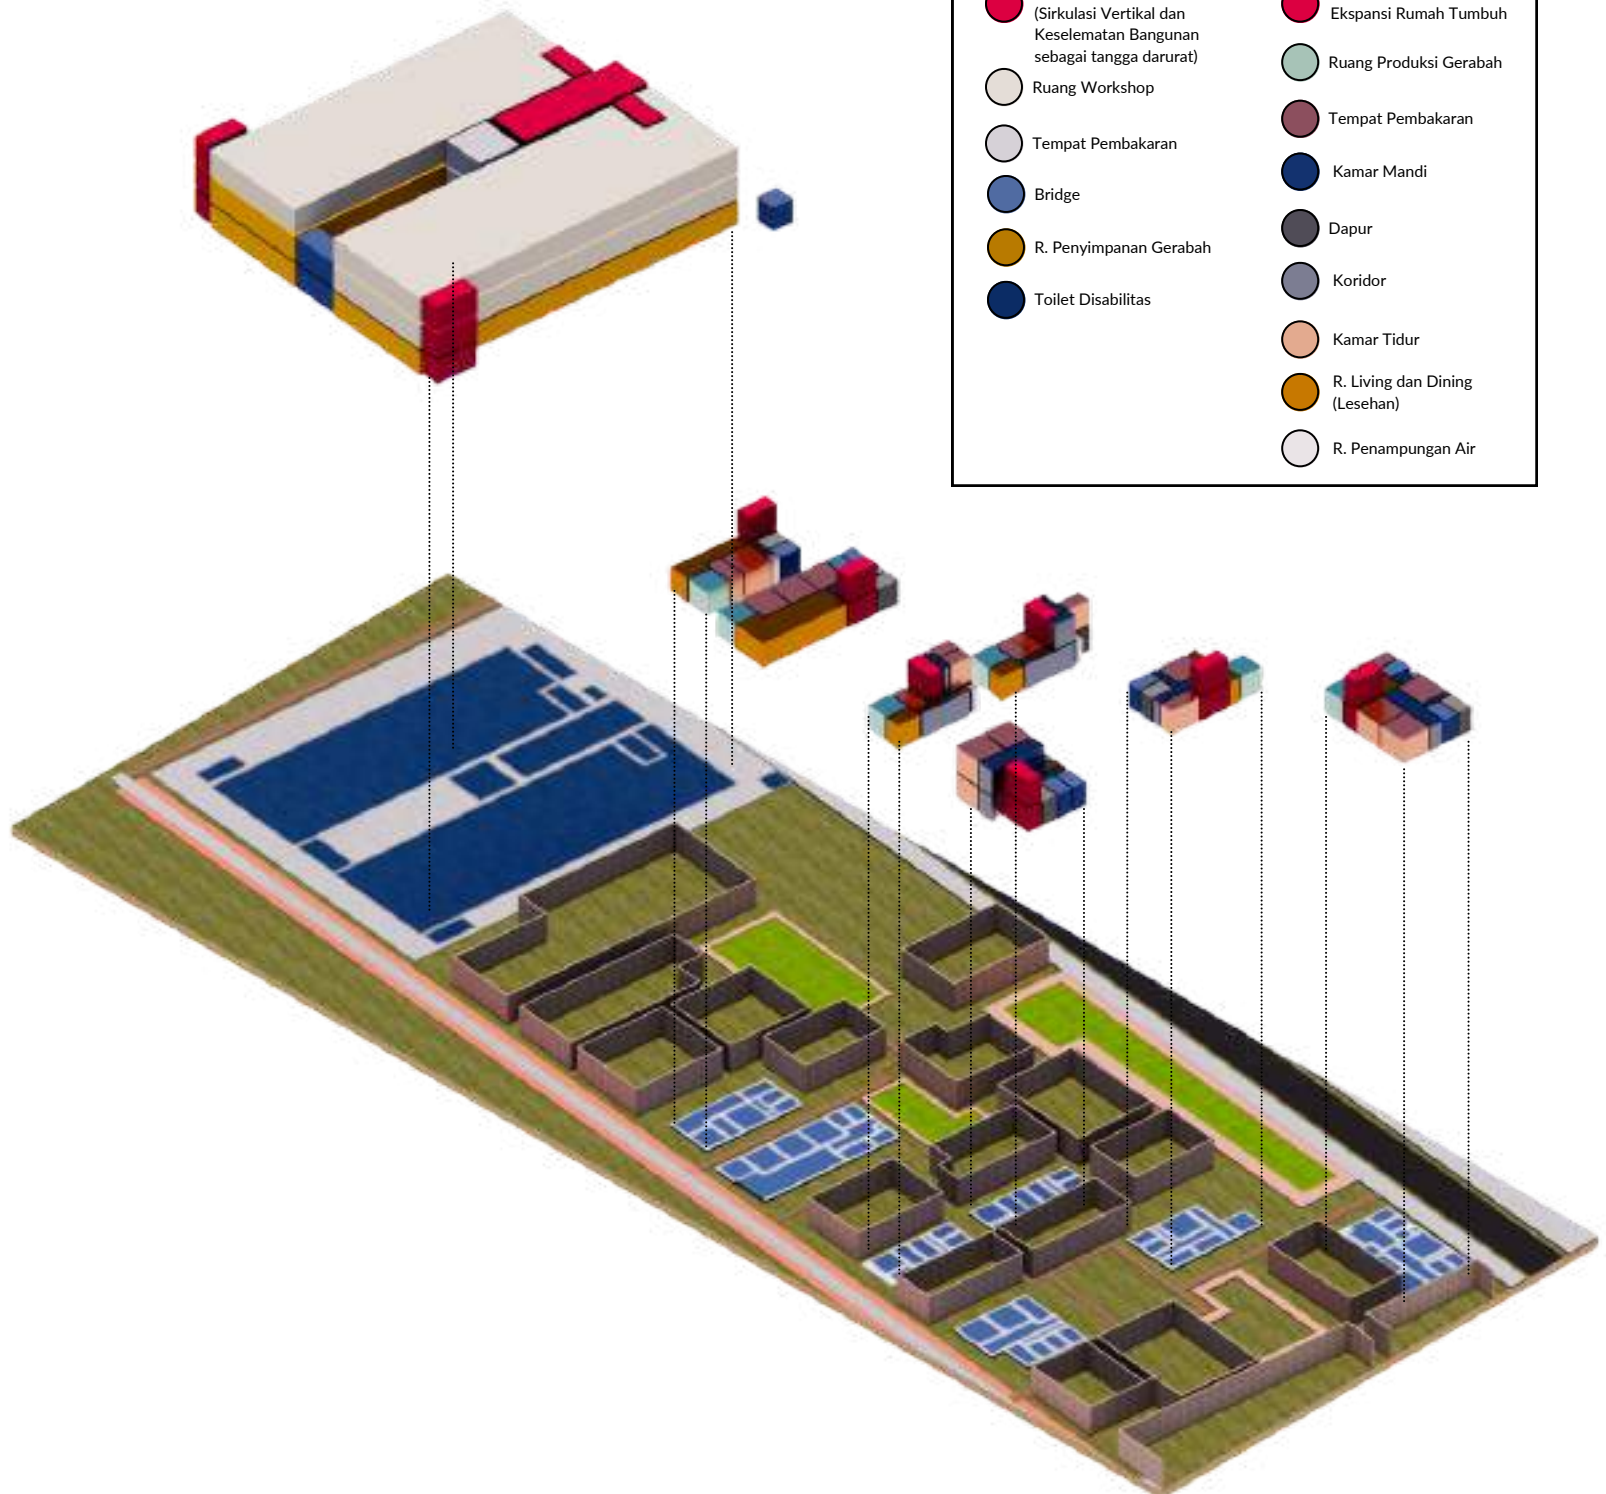 (Sirkulasi Vertikal dan
Keselematan Bangunan
sebagai tangga darurat)
Ruang Workshop
Tempat Pembakaran
Bridge
R. Penyimpanan Gerabah
Toilet Disabilitas
Ekspansi Rumah Tumbuh
Ruang Produksi Gerabah
Tempat Pembakaran
Kamar Mandi
Dapur
Koridor
Kamar Tidur
R. Living dan Dining
(Lesehan)
R. Penampungan Air